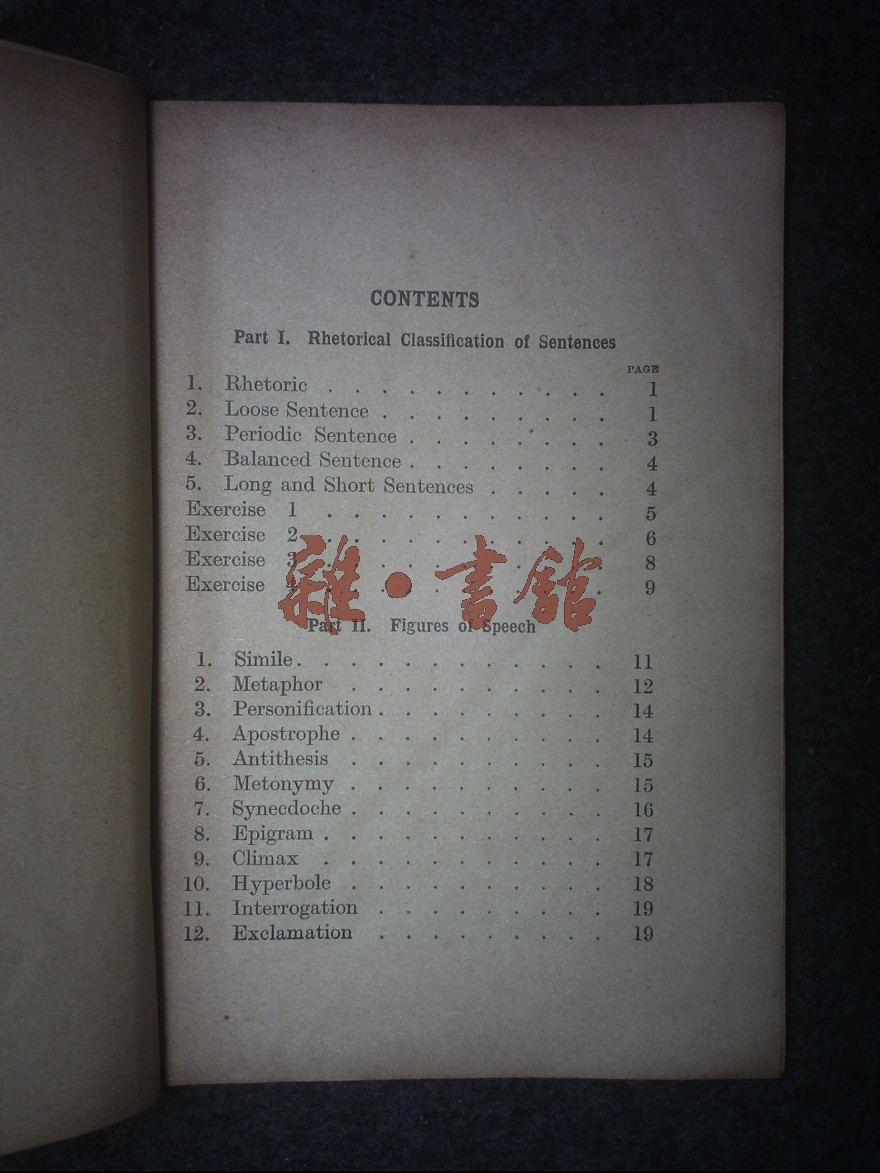 CONTENTS
Part I. Rhetorical Classification of Sentences
PAGE
1. Rhetoric . . . . . . . . . . . 1
2. Loose Sentence . . . . . . . . . 1
3. Periodic Sentence . . . . . . . . 3
4. Balanced Sentence . . . . . . . . 4
5. Long and Short Sentences . . . . . 4
Exercise 1 . . . . . . . . . . . 5
Exercise 2 . . . . . . . . . . . 6
Exercise 3 . . . . . . . . . . . 8
Exercise 4 . . . . . . . . . . . 9
雜·書館
Part II. Figures of Speech
1. Simile . . . . . . . . . . . . 11
2. Metaphor . . . . . . . . . . 12
3. Personification . . . . . . . . . 14
4. Apostrophe . . . . . . . . . . 14
5. Antithesis . . . . . . . . . . 15
6. Metonymy . . . . . . . . . . 15
7. Synecdoche . . . . . . . . . . 16
8. Epigram . . . . . . . . . . . 17
9. Climax . . . . . . . . . . . 17
10. Hyperbole . . . . . . . . . . 18
11. Interrogation . . . . . . . . . 19
12. Exclamation . . . . . . . . . 19